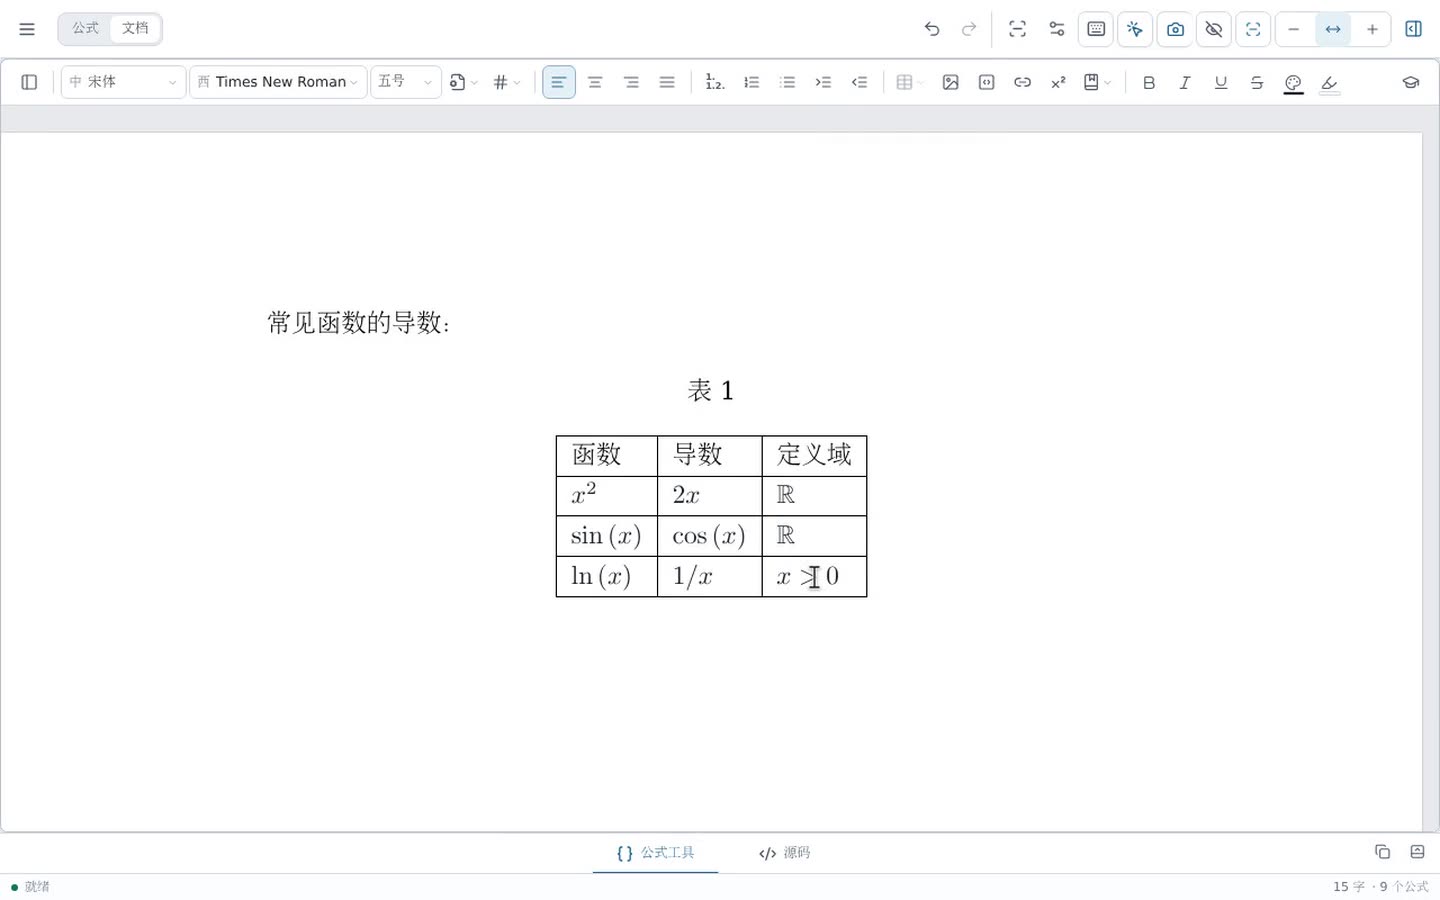 公式 文档
中 宋体 西 Times New Roman 五号
常见函数的导数:
表 1
函数 导数 定义域
x² 2x ℝ
sin (x) cos (x) ℝ
ln (x) 1/x x > 0
{} 公式工具 </> 源码
就绪 15 字 · 9 个公式